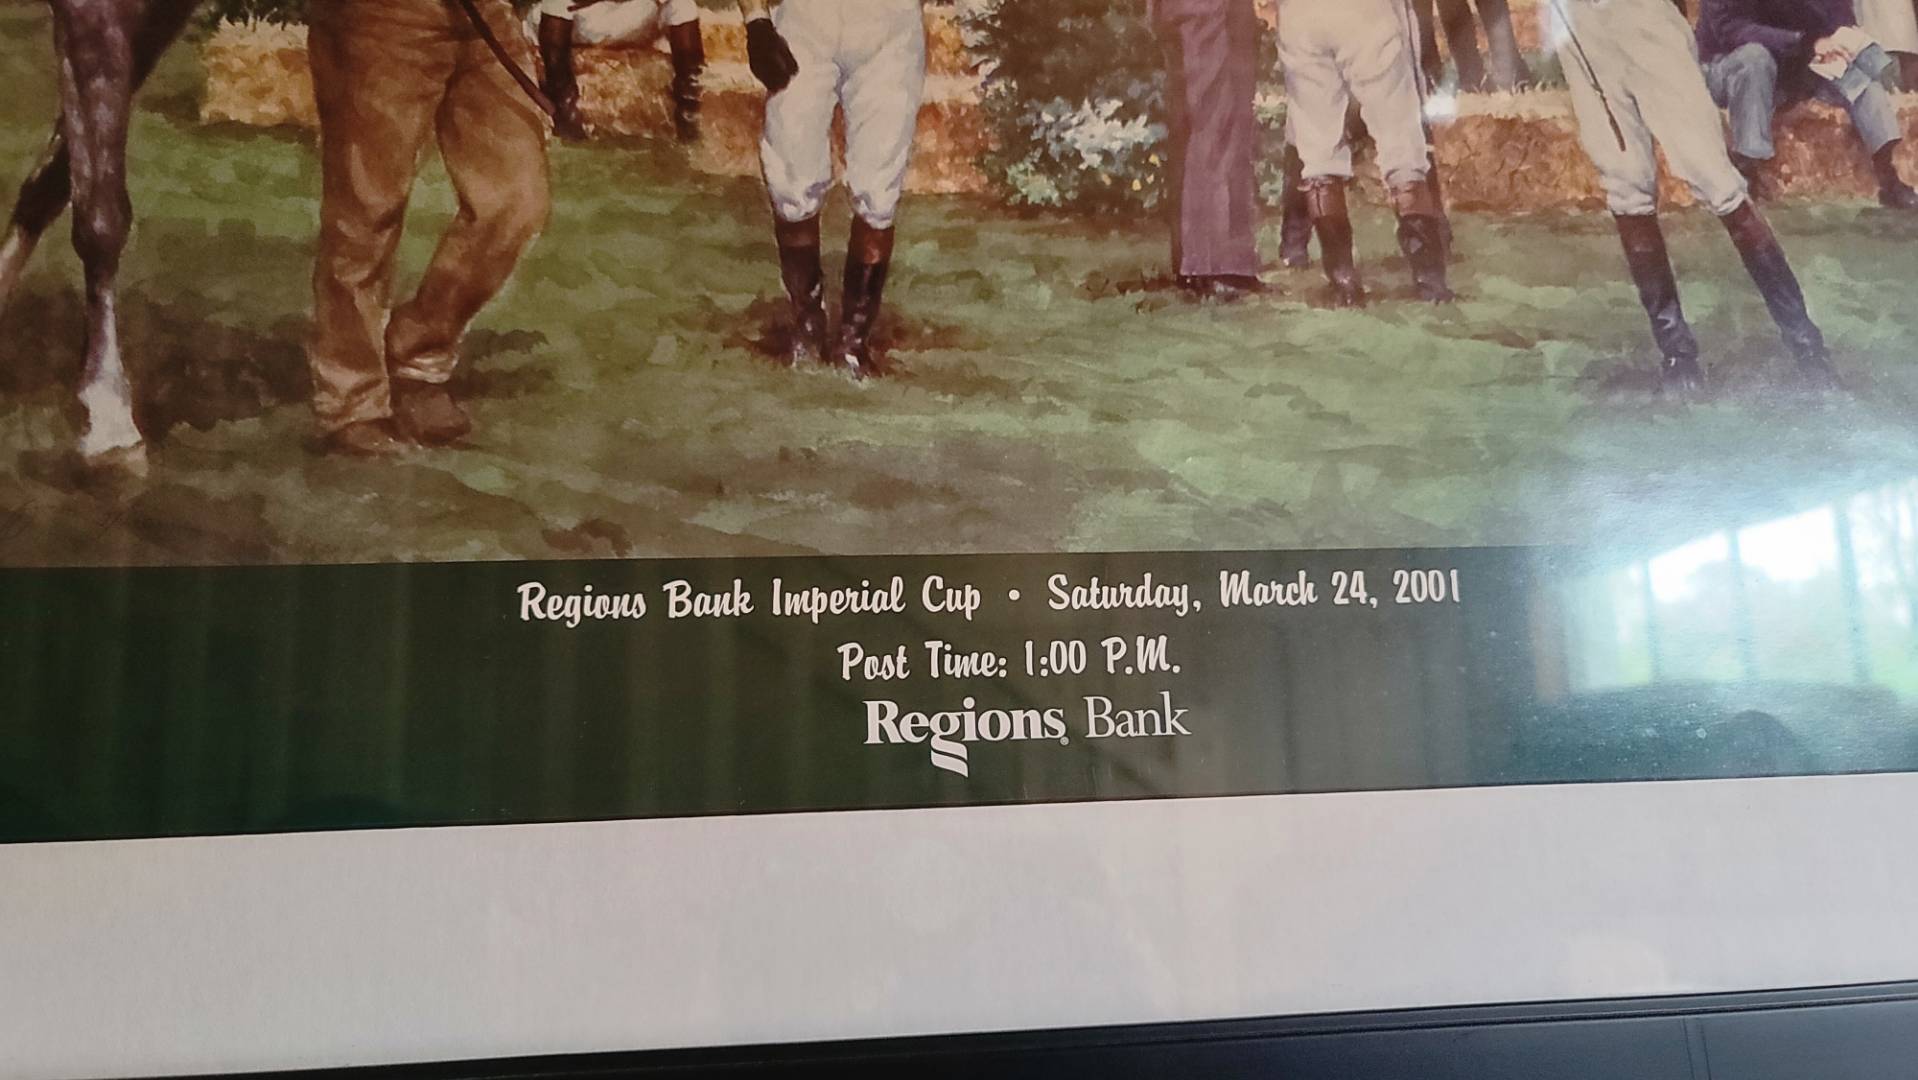 Regions Bank Imperial Cup • Saturday, March 24, 2001
Post Time: 1:00 P.M.
Regions® Bank